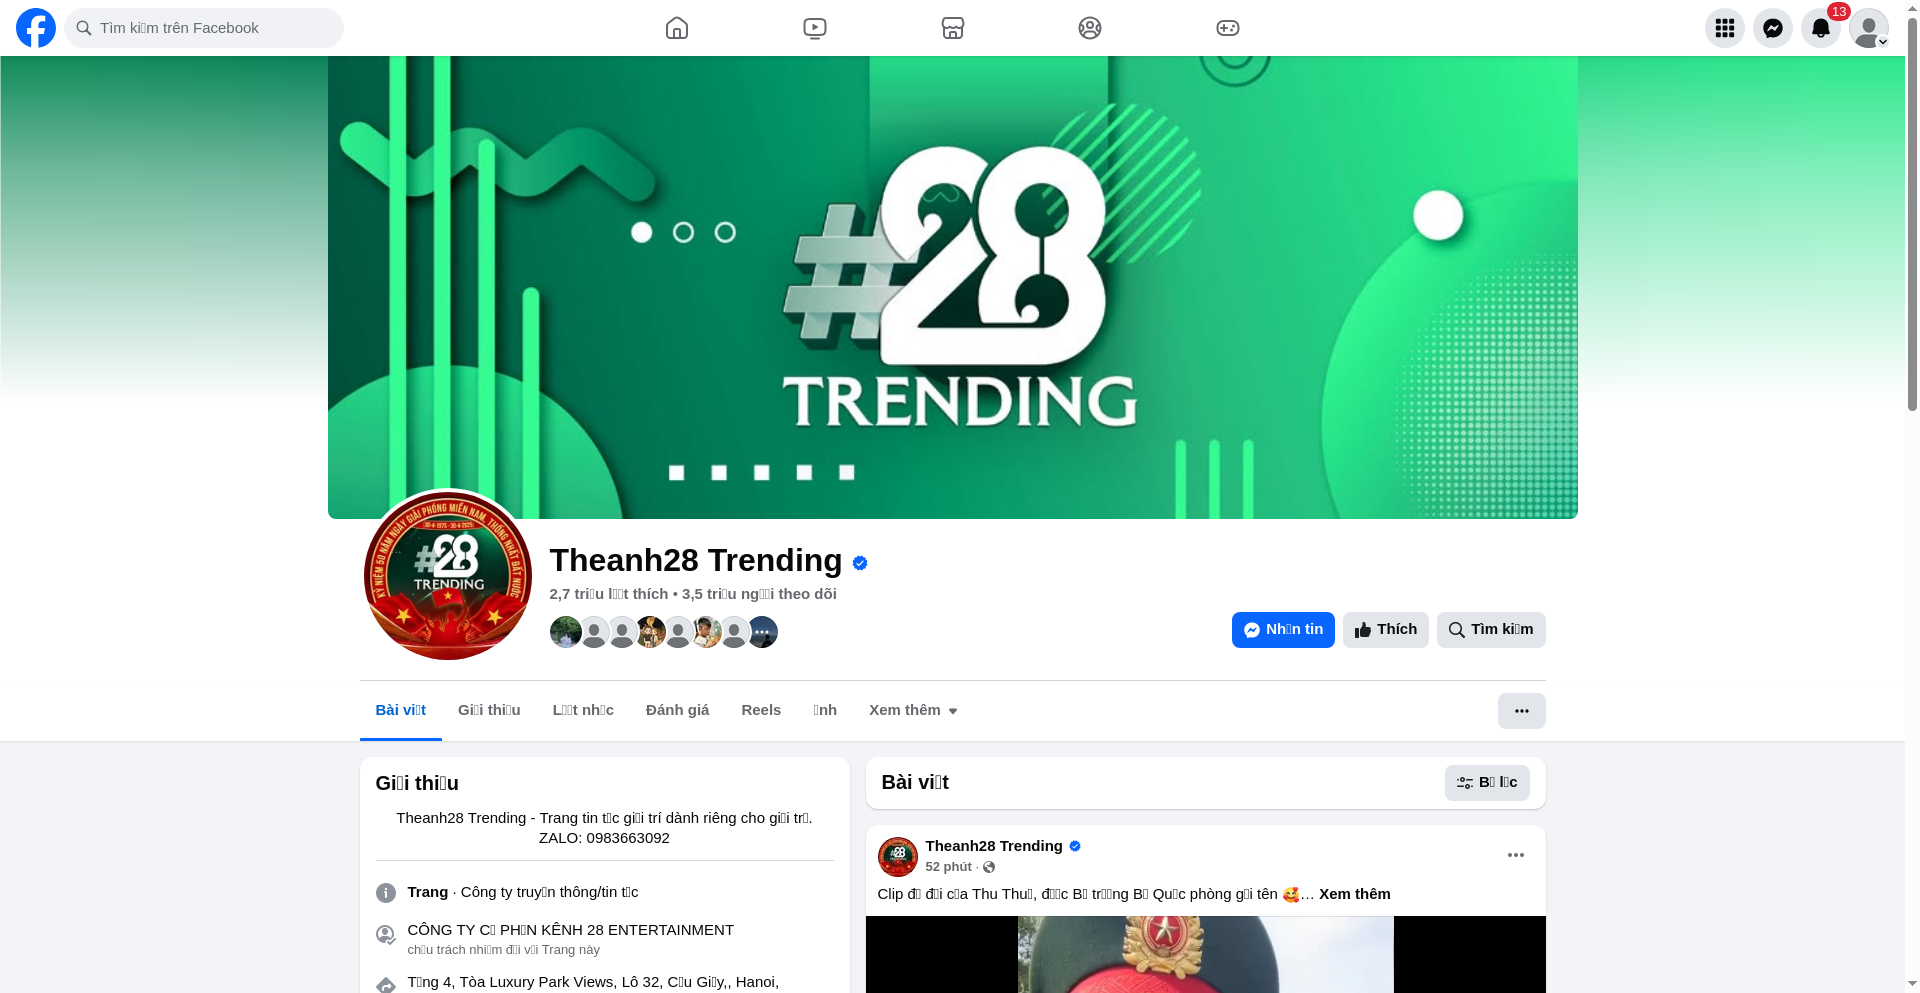 Tìm ki▯m trên Facebook
13
#28
TRENDING
KỶ NIỆM 50 NĂM NGÀY GIẢI PHÓNG MIỀN NAM, THỐNG NHẤT ĐẤT NƯỚC
30-4-1975 - 30-4-2025
#28
TRENDING
Theanh28 Trending
2,7 tri▯u l▯▯t thích • 3,5 tri▯u ng▯▯i theo dõi
Nh▯n tin
Thích
Tìm ki▯m
Bài vi▯t
Gi▯i thi▯u
L▯▯t nh▯c
Đánh giá
Reels
▯nh
Xem thêm
Gi▯i thi▯u
Theanh28 Trending - Trang tin t▯c gi▯i trí dành riêng cho gi▯i tr▯.
ZALO: 0983663092
Trang · Công ty truy▯n thông/tin t▯c
CÔNG TY C▯ PH▯N KÊNH 28 ENTERTAINMENT
ch▯u trách nhi▯m đ▯i v▯i Trang này
T▯ng 4, Tòa Luxury Park Views, Lô 32, C▯u Gi▯y,, Hanoi,
Bài vi▯t
B▯ l▯c
Theanh28 Trending
52 phút ·
Clip đ▯ đ▯i c▯a Thu Thu▯, đ▯▯c B▯ tr▯▯ng B▯ Qu▯c phòng g▯i tên 🥰… Xem thêm